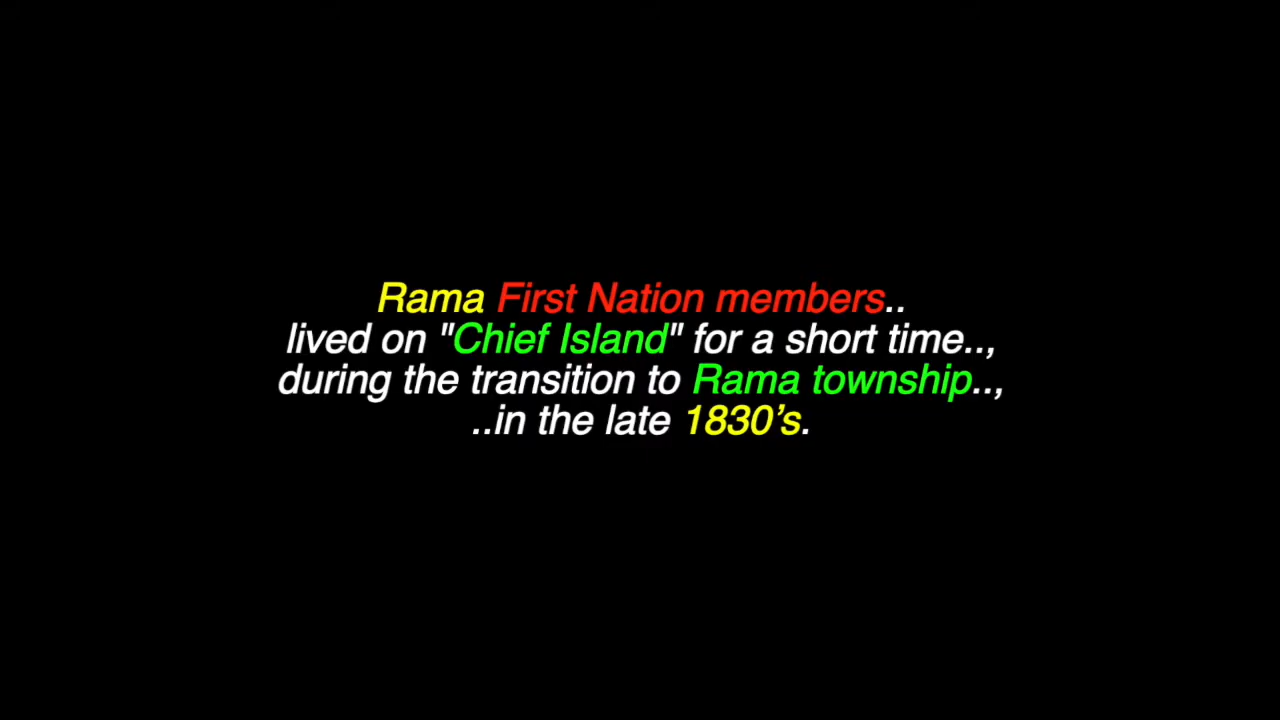 Rama First Nation members..
lived on "Chief Island" for a short time..,
during the transition to Rama township..,
..in the late 1830’s.